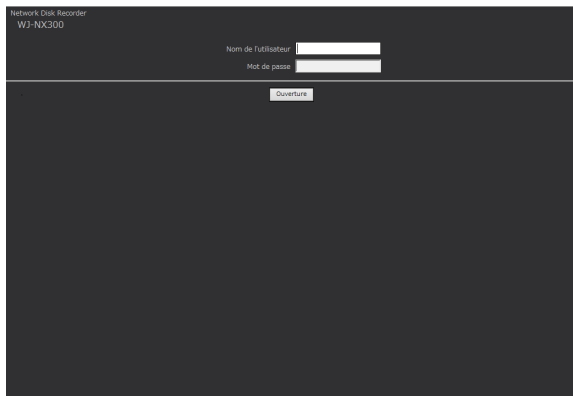 Network Disk Recorder
WJ-NX300
Nom de l'utilisateur
Mot de passe
Ouverture